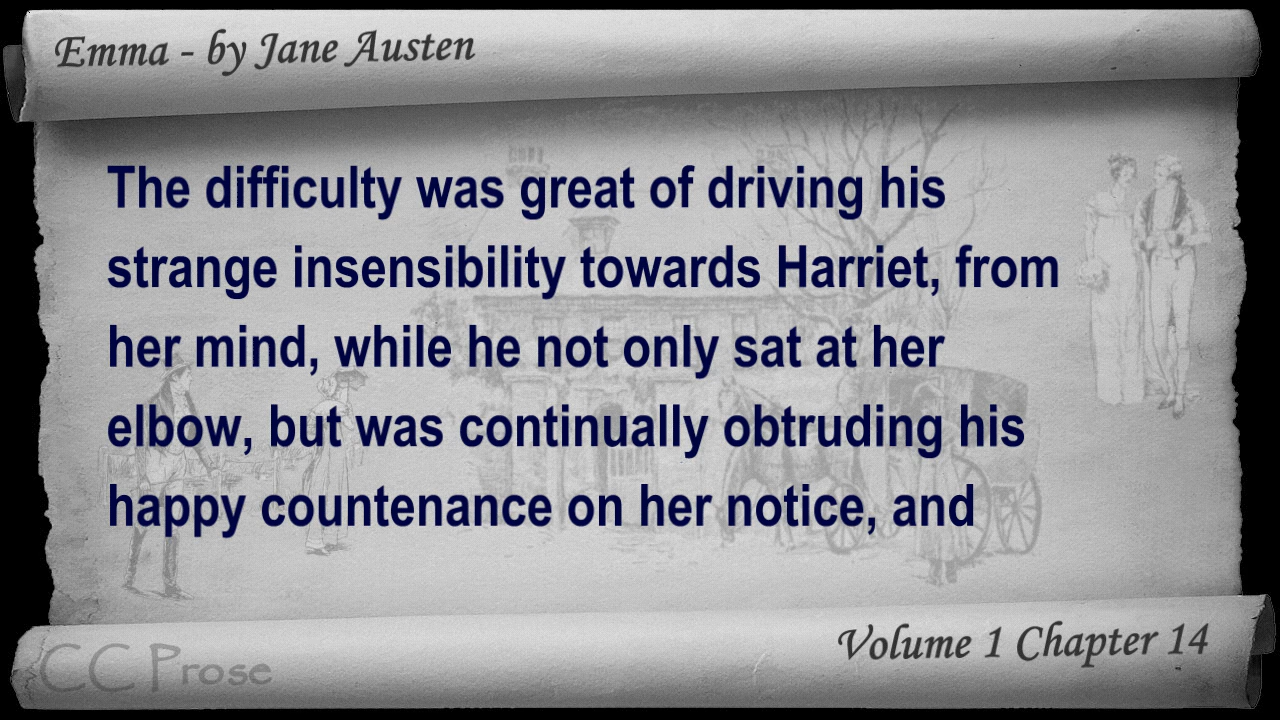 Emma - by Jane Austen
The difficulty was great of driving his
strange insensibility towards Harriet, from
her mind, while he not only sat at her
elbow, but was continually obtruding his
happy countenance on her notice, and
Volume 1 Chapter 14
CC Prose